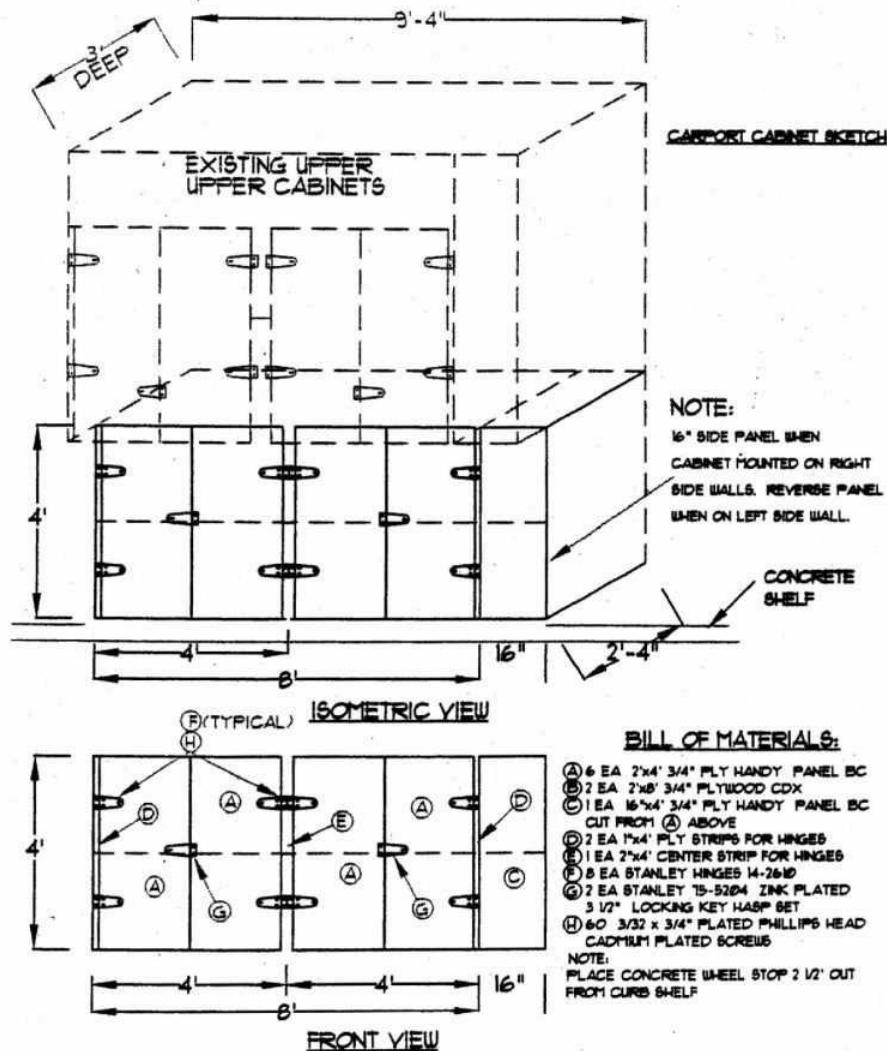 9'-4"
3'
DEEP
CARPORT CABINET SKETCH
EXISTING UPPER
UPPER CABINETS
NOTE:
16" SIDE PANEL WHEN
CABINET MOUNTED ON RIGHT
SIDE WALLS. REVERSE PANEL
WHEN ON LEFT SIDE WALL.
4'
CONCRETE
SHELF
4'
16"
2'-4"
8'
ISOMETRIC VIEW
F (TYPICAL)
H
BILL OF MATERIALS:
A 6 EA 2'x4' 3/4" PLY HANDY PANEL BC
B 2 EA 2'x8' 3/4" PLYWOOD CDX
C 1 EA 16"x4' 3/4" PLY HANDY PANEL BC
CUT FROM A ABOVE
D 2 EA 1"x4' PLY STRIPS FOR HINGES
E 1 EA 2"x4' CENTER STRIP FOR HINGES
F 8 EA STANLEY HINGES 14-2610
G 2 EA STANLEY 75-5204 ZINK PLATED
3 1/2" LOCKING KEY HASP SET
H 60 3/32 x 3/4" PLATED PHILLIPS HEAD
CADMIUM PLATED SCREWS
NOTE:
PLACE CONCRETE WHEEL STOP 2 1/2' OUT
FROM CURB SHELF
A
A
D
D
E
4'
A
A
C
G
G
4'
4'
16"
8'
FRONT VIEW